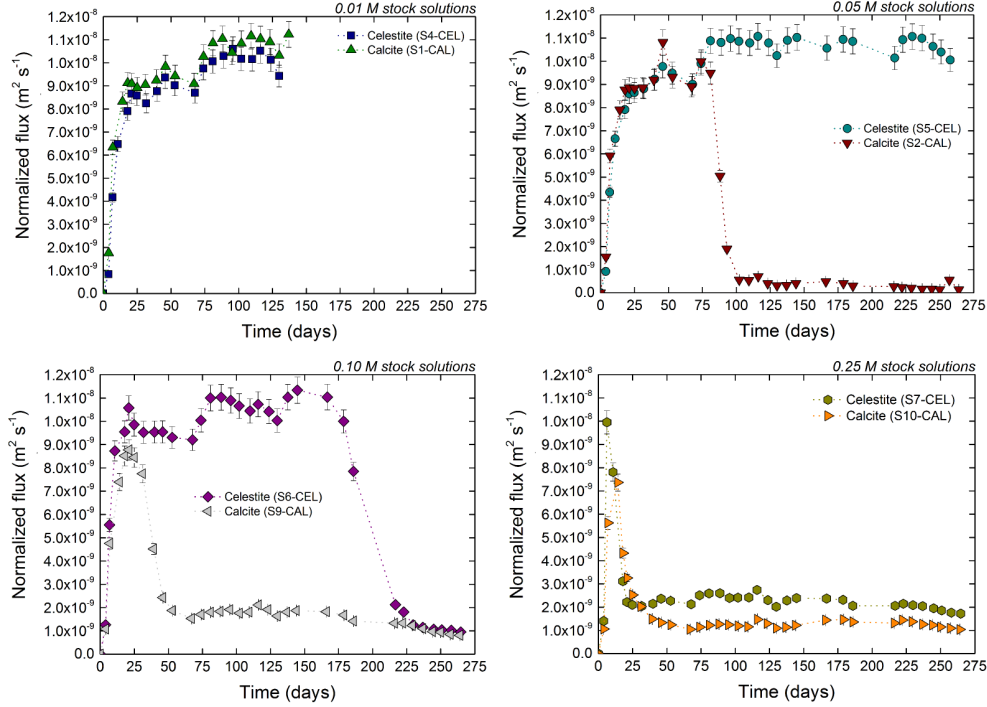 0.01 M stock solutions
Normalized flux (m² s⁻¹)
1.2x10⁻⁸
1.1x10⁻⁸
1.0x10⁻⁸
9.0x10⁻⁹
8.0x10⁻⁹
7.0x10⁻⁹
6.0x10⁻⁹
5.0x10⁻⁹
4.0x10⁻⁹
3.0x10⁻⁹
2.0x10⁻⁹
1.0x10⁻⁹
0.0
Celestite (S4-CEL)
Calcite (S1-CAL)
0 25 50 75 100 125 150 175 200 225 250 275
Time (days)
0.05 M stock solutions
Normalized flux (m² s⁻¹)
1.2x10⁻⁸
1.1x10⁻⁸
1.0x10⁻⁸
9.0x10⁻⁹
8.0x10⁻⁹
7.0x10⁻⁹
6.0x10⁻⁹
5.0x10⁻⁹
4.0x10⁻⁹
3.0x10⁻⁹
2.0x10⁻⁹
1.0x10⁻⁹
0.0
Celestite (S5-CEL)
Calcite (S2-CAL)
0 25 50 75 100 125 150 175 200 225 250 275
Time (days)
0.10 M stock solutions
Normalized flux (m² s⁻¹)
1.2x10⁻⁸
1.1x10⁻⁸
1.0x10⁻⁸
9.0x10⁻⁹
8.0x10⁻⁹
7.0x10⁻⁹
6.0x10⁻⁹
5.0x10⁻⁹
4.0x10⁻⁹
3.0x10⁻⁹
2.0x10⁻⁹
1.0x10⁻⁹
0.0
Celestite (S6-CEL)
Calcite (S9-CAL)
0 25 50 75 100 125 150 175 200 225 250 275
Time (days)
0.25 M stock solutions
Normalized flux (m² s⁻¹)
1.2x10⁻⁸
1.1x10⁻⁸
1.0x10⁻⁸
9.0x10⁻⁹
8.0x10⁻⁹
7.0x10⁻⁹
6.0x10⁻⁹
5.0x10⁻⁹
4.0x10⁻⁹
3.0x10⁻⁹
2.0x10⁻⁹
1.0x10⁻⁹
0.0
Celestite (S7-CEL)
Calcite (S10-CAL)
0 25 50 75 100 125 150 175 200 225 250 275
Time (days)